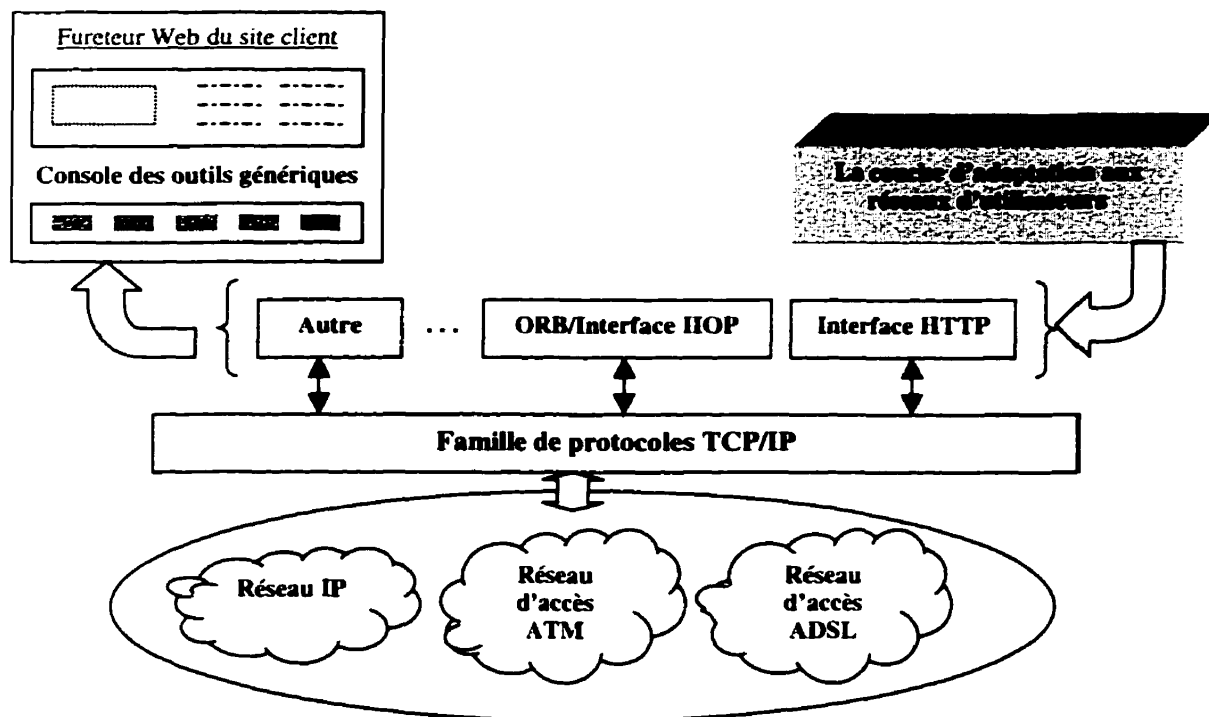 Fureteur Web du site client
Console des outils génériques
La couche d'adaptation aux
réseaux d'utilisateurs
Autre
...
ORB/Interface IIOP
Interface HTTP
Famille de protocoles TCP/IP
Réseau IP
Réseau
d'accès
ATM
Réseau
d'accès
ADSL